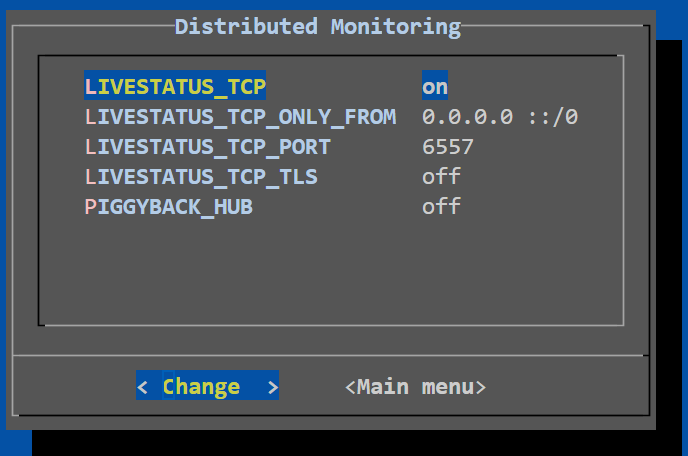 Distributed Monitoring
LIVESTATUS_TCP on
LIVESTATUS_TCP_ONLY_FROM 0.0.0.0 ::/0
LIVESTATUS_TCP_PORT 6557
LIVESTATUS_TCP_TLS off
PIGGYBACK_HUB off
< Change > <Main menu>